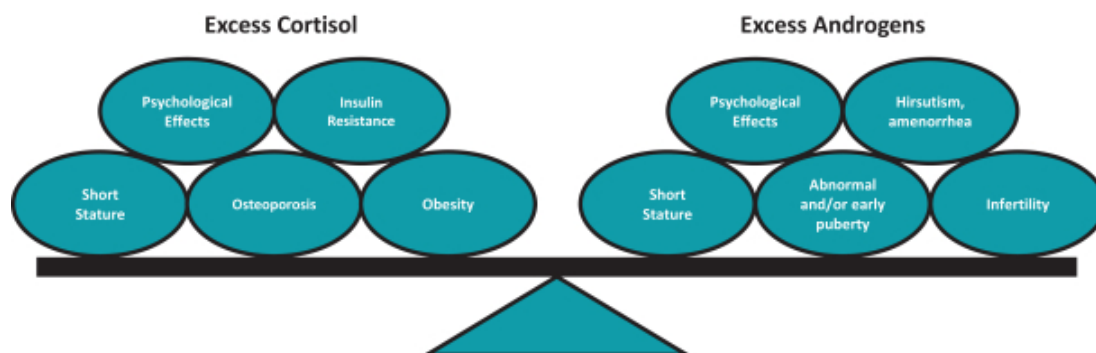 Excess Cortisol
Excess Androgens
Psychological
Effects
Insulin
Resistance
Psychological
Effects
Hirsutism,
amenorrhea
Short
Stature
Osteoporosis
Obesity
Short
Stature
Abnormal
and/or early
puberty
Infertility